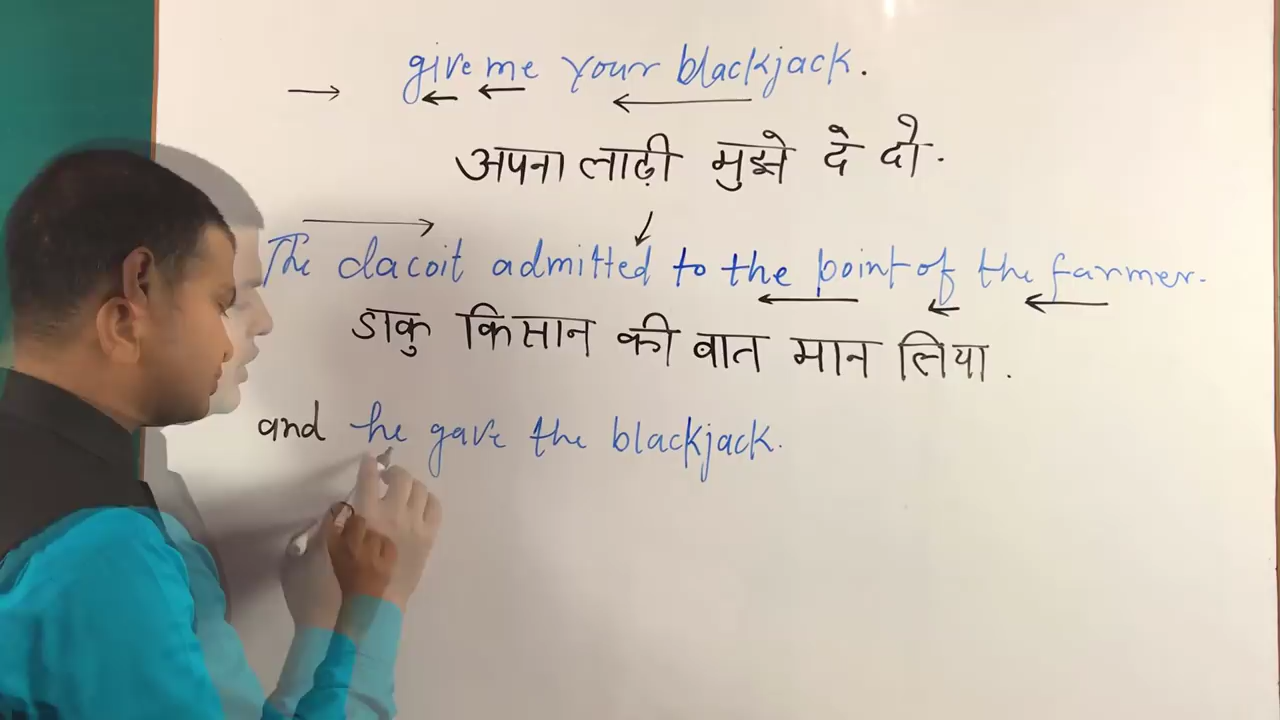 give me your blackjack.
अपना लाढ़ी मुझे दे दो.
The dacoit admitted to the point of the farmer.
डाकु किसान की बात मान लिया.
and he gave the blackjack.